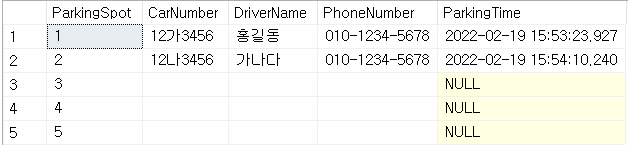 ParkingSpot CarNumber DriverName PhoneNumber ParkingTime
1 1 12가3456 홍길동 010-1234-5678 2022-02-19 15:53:23,927
2 2 12나3456 가나다 010-1234-5678 2022-02-19 15:54:10,240
3 3 NULL
4 4 NULL
5 5 NULL